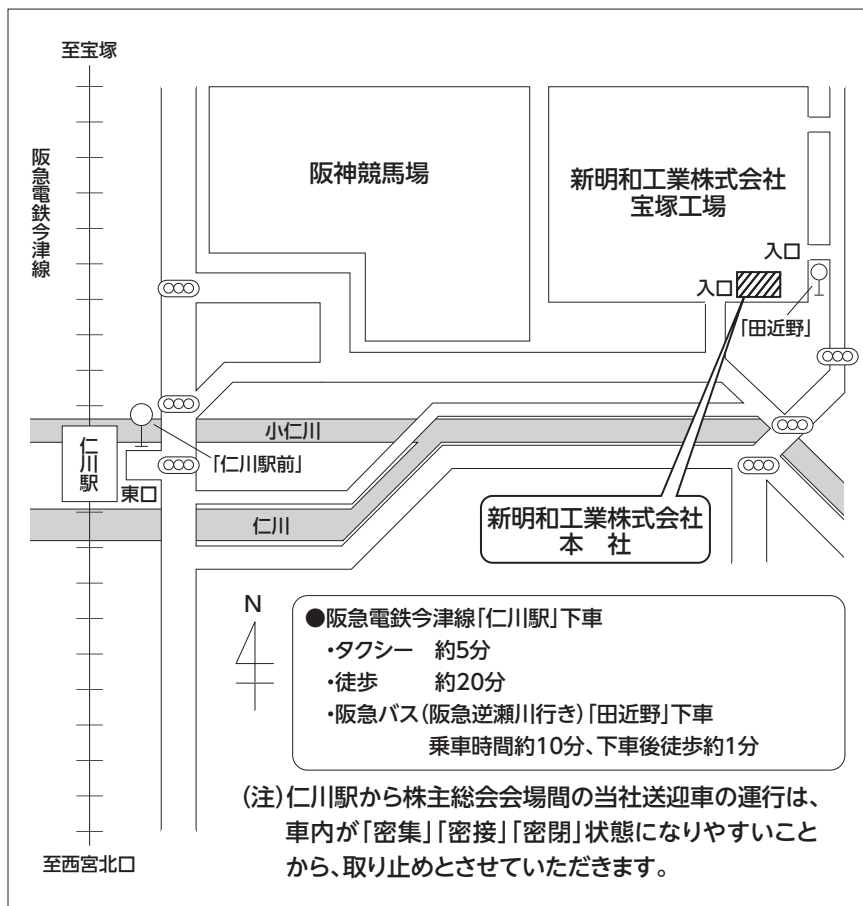 至宝塚
阪急電鉄今津線
阪神競馬場
新明和工業株式会社
宝塚工場
入口
入口
「田近野」
小仁川
仁川駅
「仁川駅前」
東口
仁川
新明和工業株式会社
本　社
N
●阪急電鉄今津線「仁川駅」下車
・タクシー　約5分
・徒歩　　　約20分
・阪急バス(阪急逆瀬川行き)「田近野」下車
乗車時間約10分、下車後徒歩約1分
(注)仁川駅から株主総会会場間の当社送迎車の運行は、
車内が「密集」「密接」「密閉」状態になりやすいこと
から、取り止めとさせていただきます。
至西宮北口